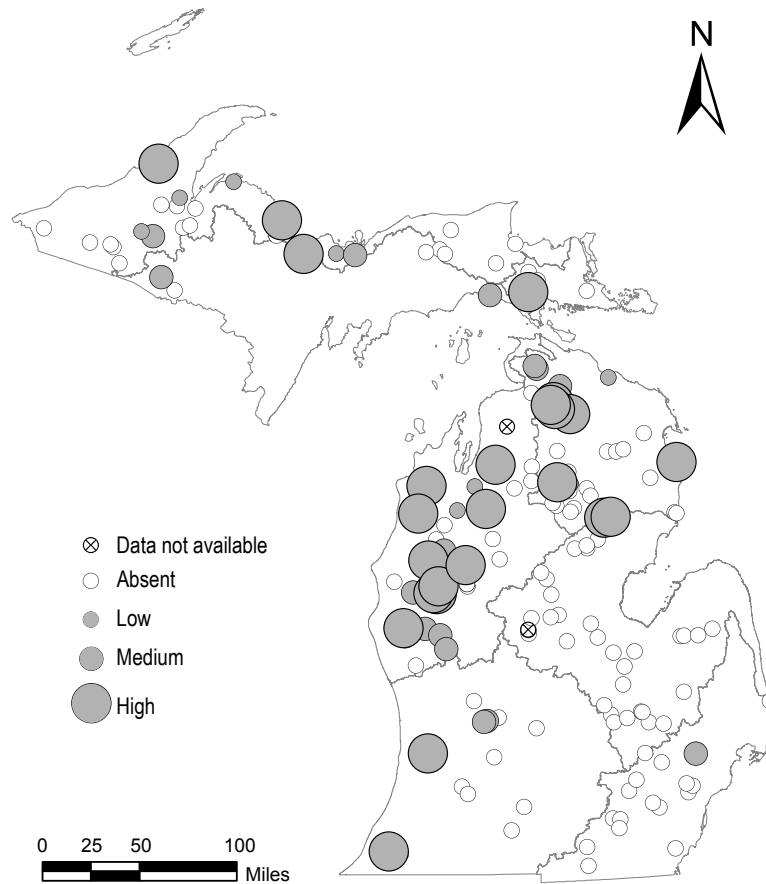 N
Data not available
Absent
Low
Medium
High
0 25 50 100
Miles